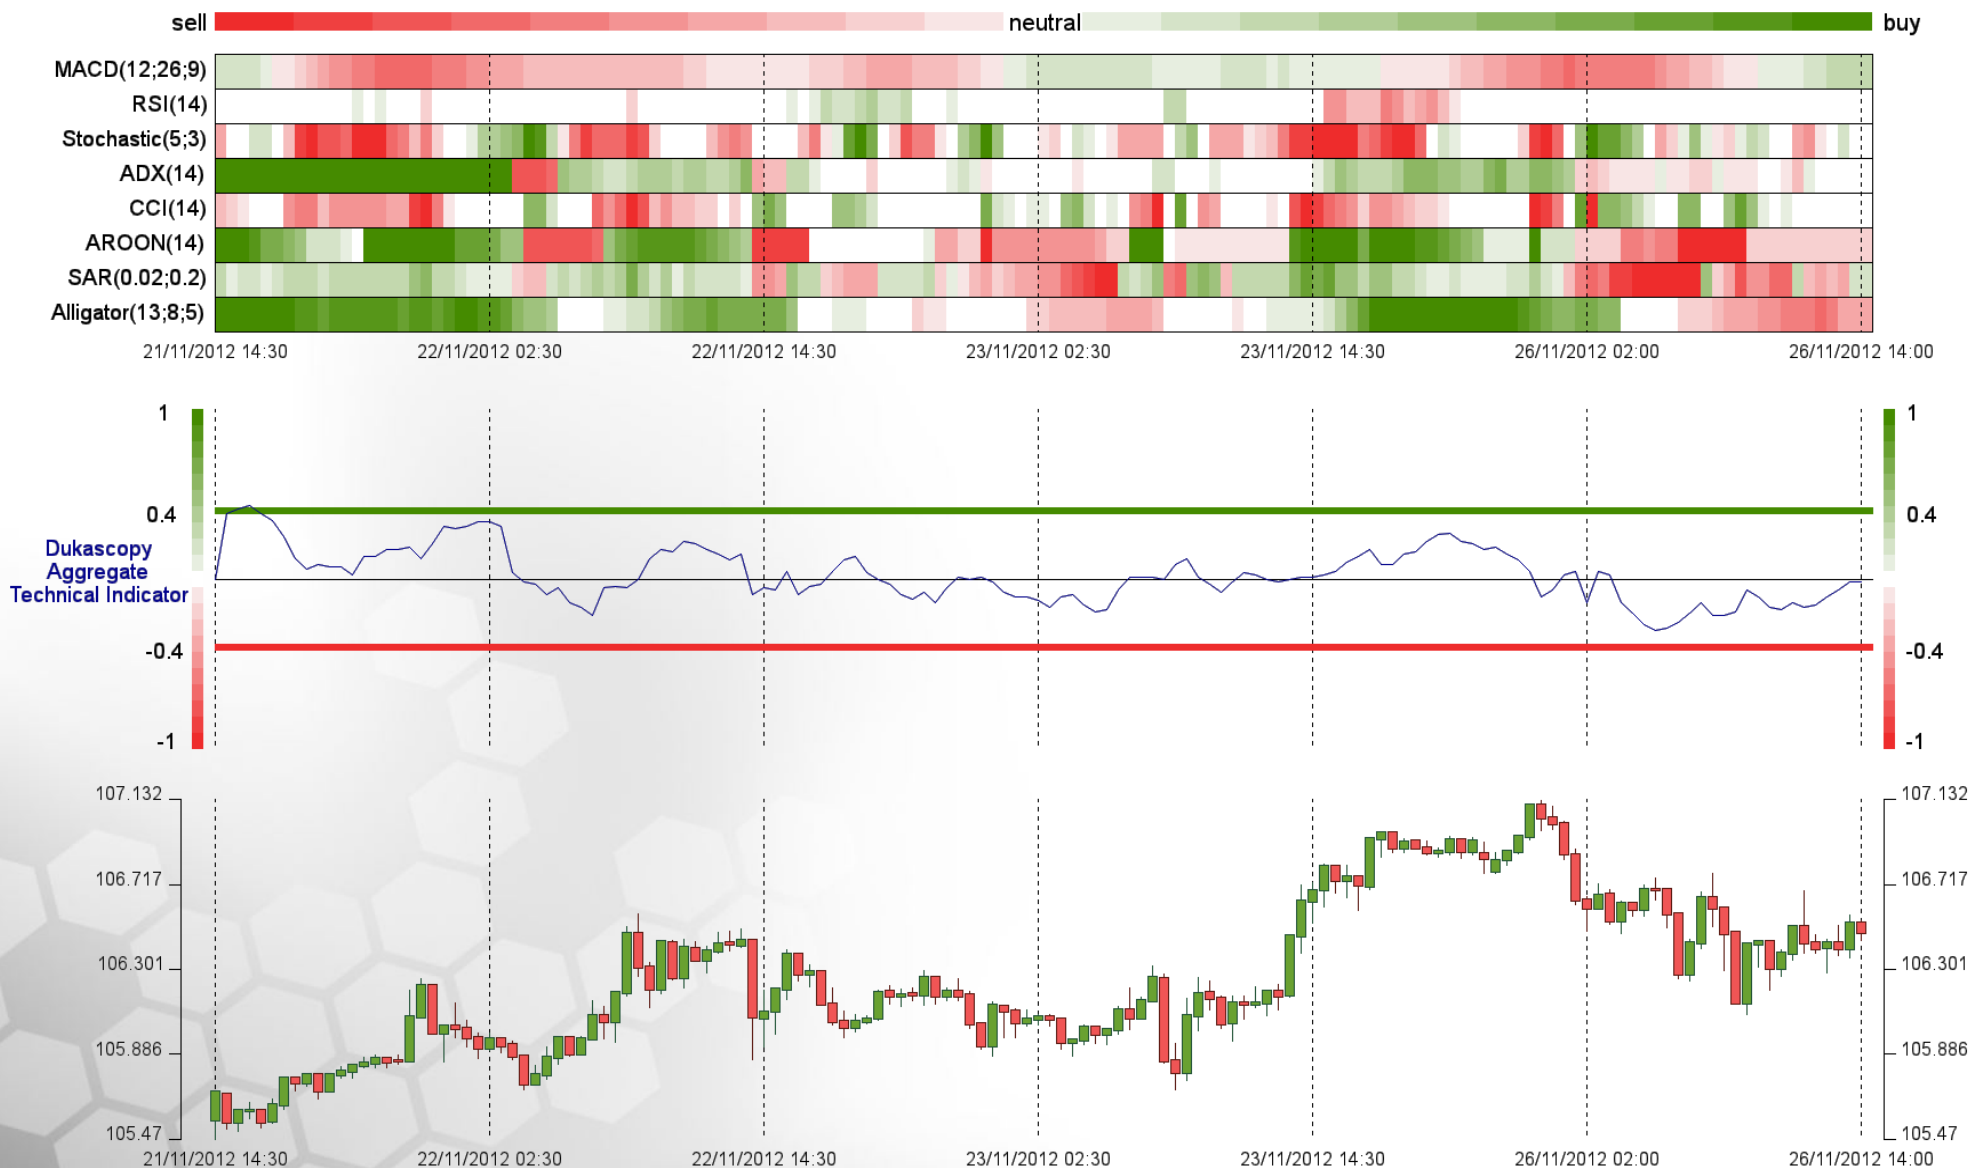 sell neutral buy
MACD(12;26;9)
RSI(14)
Stochastic(5;3)
ADX(14)
CCI(14)
AROON(14)
SAR(0.02;0.2)
Alligator(13;8;5)
21/11/2012 14:30 22/11/2012 02:30 22/11/2012 14:30 23/11/2012 02:30 23/11/2012 14:30 26/11/2012 02:00 26/11/2012 14:00
1 1
0.4 0.4
Dukascopy
Aggregate
Technical Indicator
-0.4 -0.4
-1 -1
107.132 107.132
106.717 106.717
106.301 106.301
105.886 105.886
105.47 105.47
21/11/2012 14:30 22/11/2012 02:30 22/11/2012 14:30 23/11/2012 02:30 23/11/2012 14:30 26/11/2012 02:00 26/11/2012 14:00